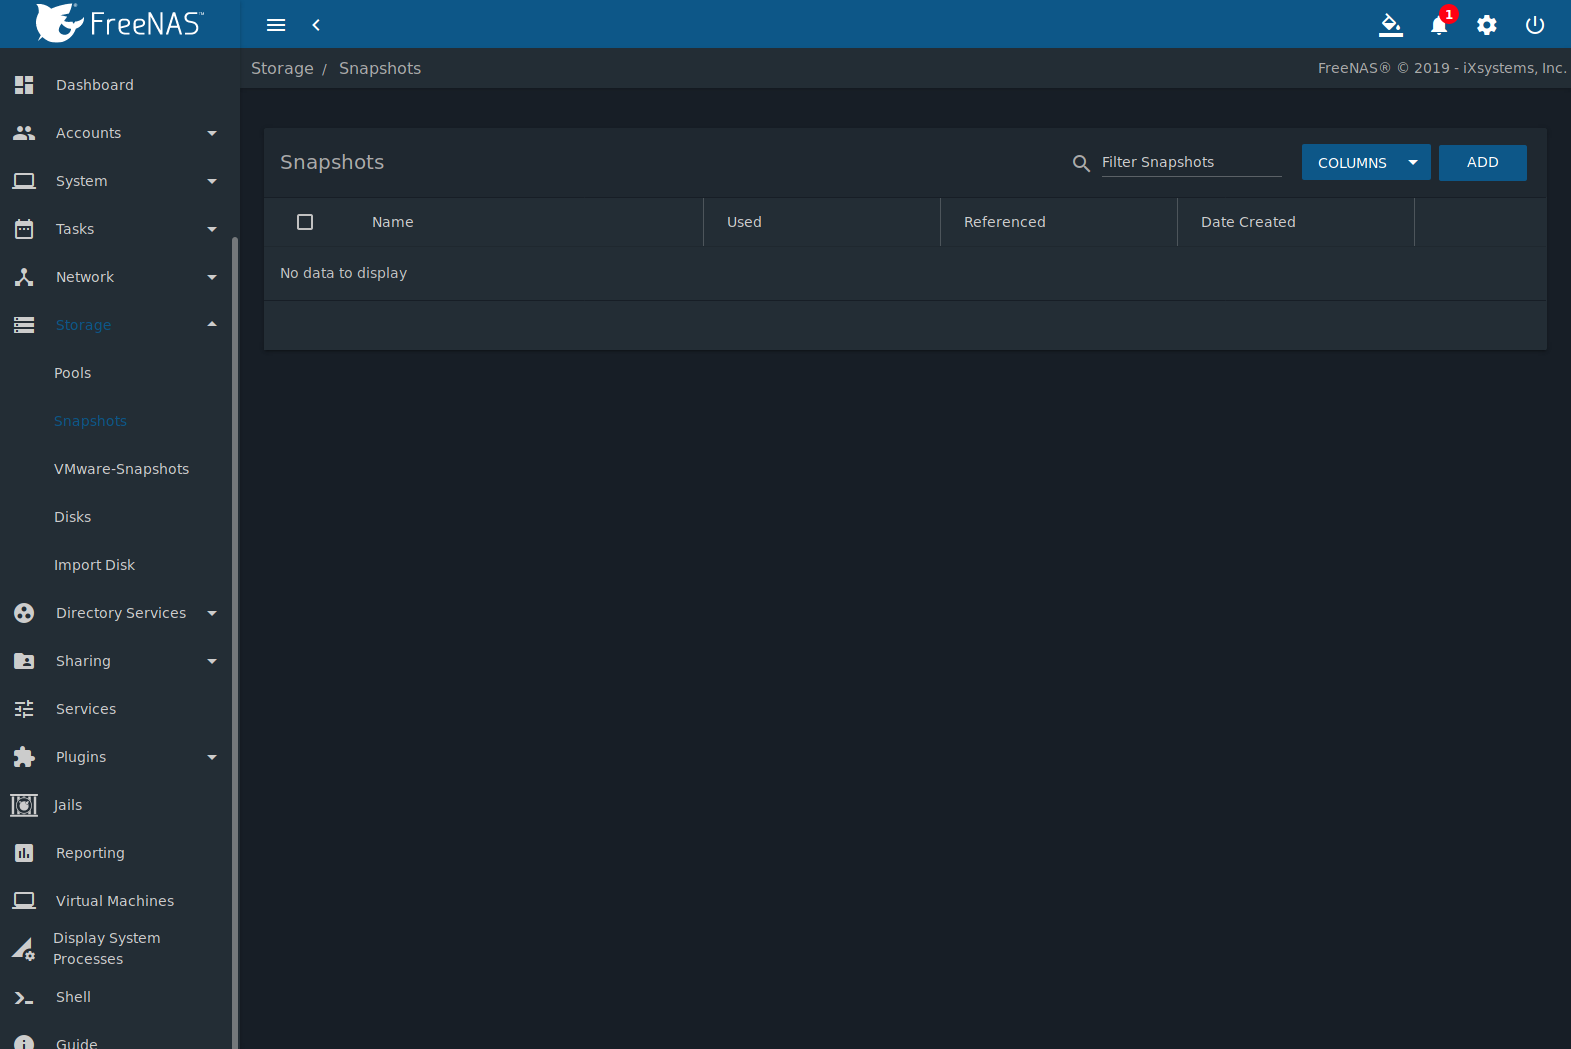 FreeNAS™
1
Storage / Snapshots
FreeNAS® © 2019 - iXsystems, Inc.
Dashboard
Accounts
System
Tasks
Network
Storage
Pools
Snapshots
VMware-Snapshots
Disks
Import Disk
Directory Services
Sharing
Services
Plugins
Jails
Reporting
Virtual Machines
Display System
Processes
Shell
Guide
Snapshots
Filter Snapshots
COLUMNS
ADD
Name Used Referenced Date Created
No data to display